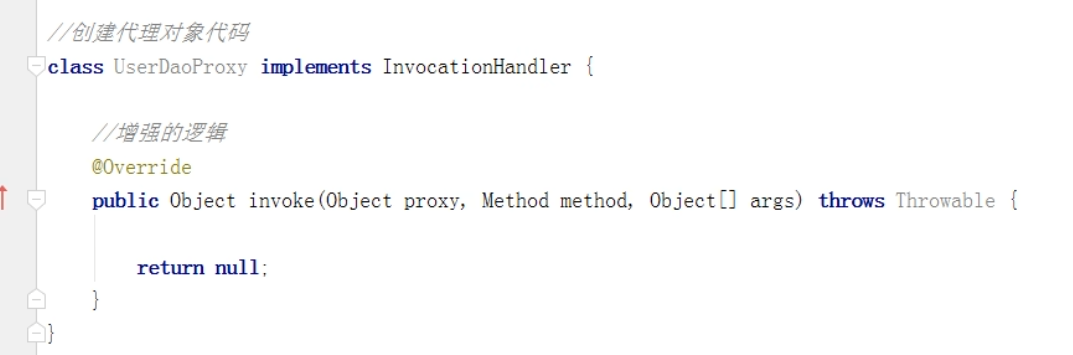 //创建代理对象代码
class UserDaoProxy implements InvocationHandler {
//增强的逻辑
@Override
public Object invoke(Object proxy, Method method, Object[] args) throws Throwable {
return null;
}
}